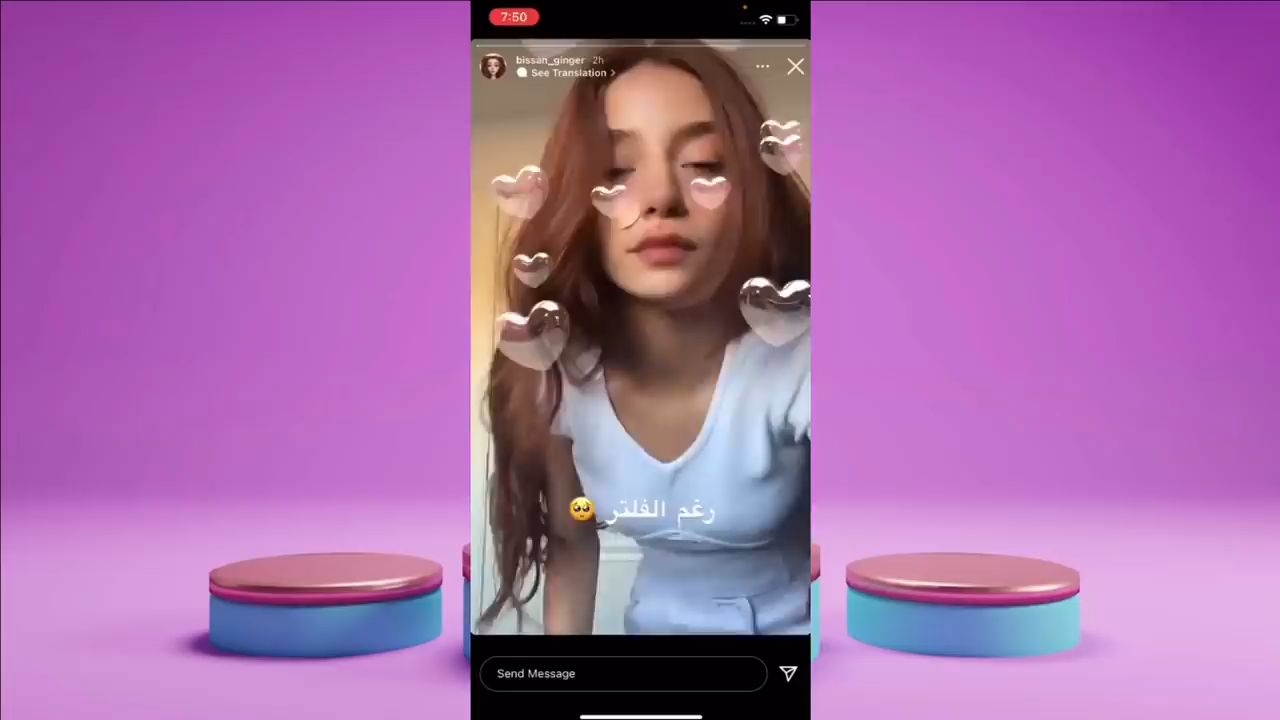 7:50
bissan_ginger 2h
See Translation >
رغم الفلتر 🥺
Send Message